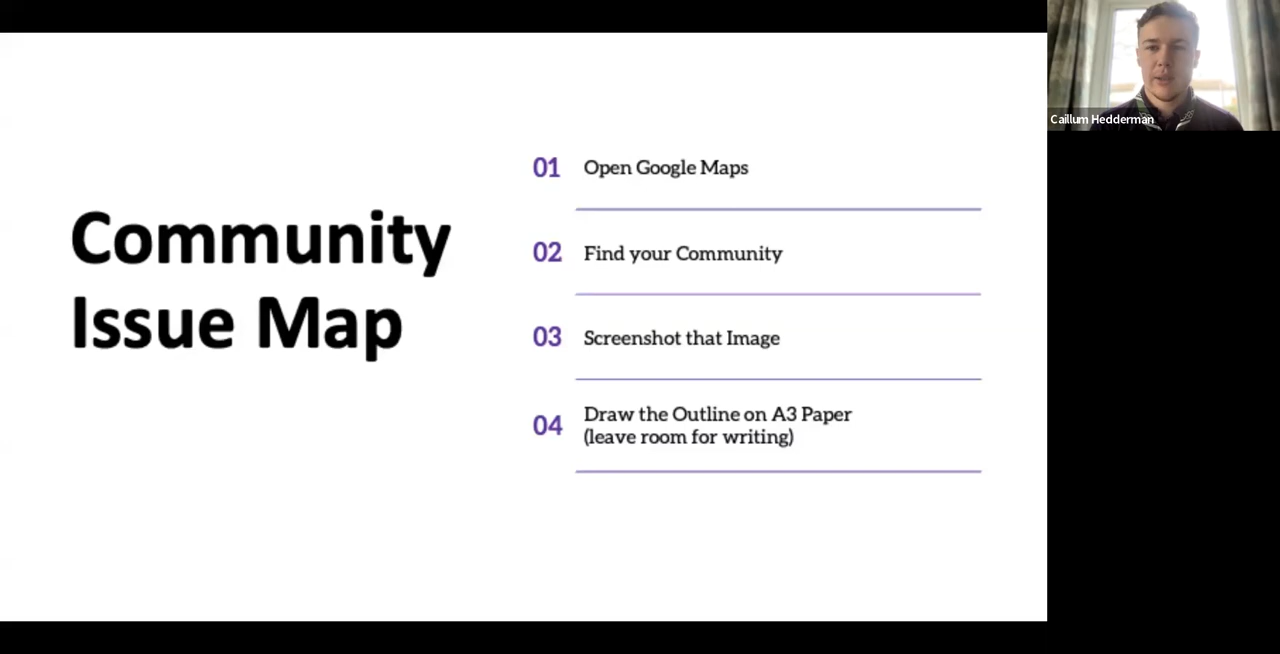 Community
Issue Map
01 Open Google Maps
02 Find your Community
03 Screenshot that Image
04 Draw the Outline on A3 Paper
(leave room for writing)
Caillum Hedderman